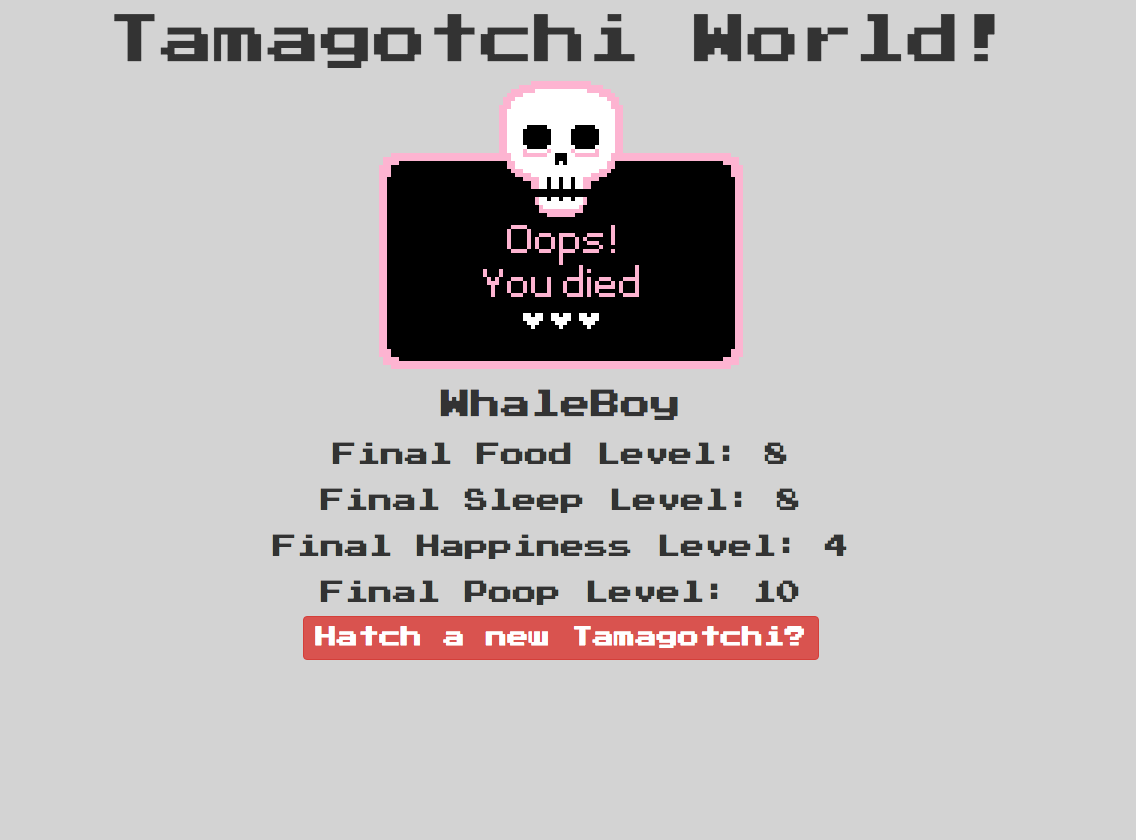 Tamagotchi World!
Oops!
You died
WhaleBoy
Final Food Level: 8
Final Sleep Level: 8
Final Happiness Level: 4
Final Poop Level: 10
Hatch a new Tamagotchi?